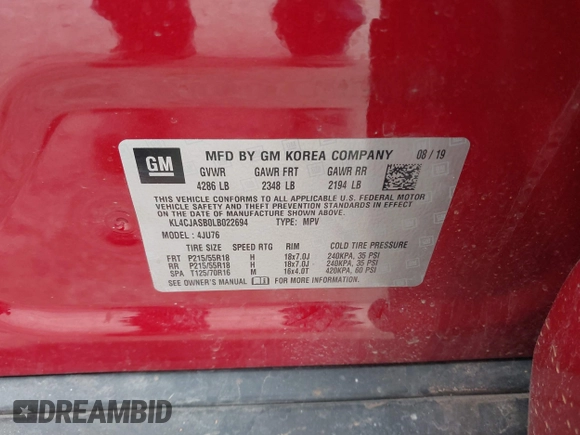 GM
MFD BY GM KOREA COMPANY 08/19
GVWR GAWR FRT GAWR RR
4286 LB 2348 LB 2194 LB
THIS VEHICLE CONFORMS TO ALL APPLICABLE U.S. FEDERAL MOTOR
VEHICLE SAFETY AND THEFT PREVENTION STANDARDS IN EFFECT
ON THE DATE OF MANUFACTURE SHOWN ABOVE.
KL4CJASB0LB022694 TYPE: MPV
MODEL: 4JU76
TIRE SIZE SPEED RTG RIM COLD TIRE PRESSURE
FRT P215/55R18 H 18x7.0J 240KPA, 35 PSI
RR P215/55R18 H 18x7.0J 240KPA, 35 PSI
SPA T125/70R16 M 16x4.0T 420KPA, 60 PSI
SEE OWNER'S MANUAL FOR MORE INFORMATION.
DREAMBID